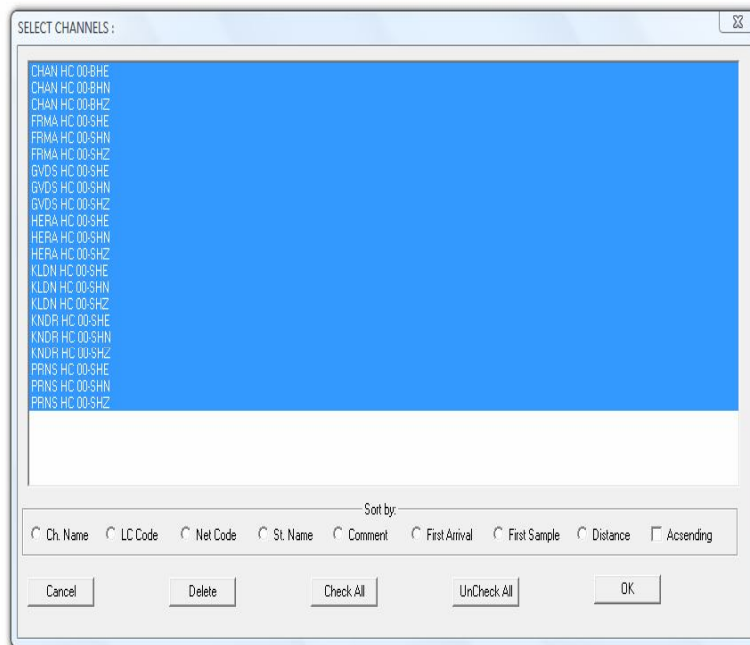 SELECT CHANNELS :
CHAN HC 00-BHE
CHAN HC 00-BHN
CHAN HC 00-BHZ
FRMA HC 00-SHE
FRMA HC 00-SHN
FRMA HC 00-SHZ
GVDS HC 00-SHE
GVDS HC 00-SHN
GVDS HC 00-SHZ
HERA HC 00-SHE
HERA HC 00-SHN
HERA HC 00-SHZ
KLDN HC 00-SHE
KLDN HC 00-SHN
KLDN HC 00-SHZ
KNDR HC 00-SHE
KNDR HC 00-SHN
KNDR HC 00-SHZ
PRNS HC 00-SHE
PRNS HC 00-SHN
PRNS HC 00-SHZ
Sort by:
Ch. Name LC Code Net Code St. Name Comment First Arrival First Sample Distance Acsending
Cancel Delete Check All UnCheck All OK